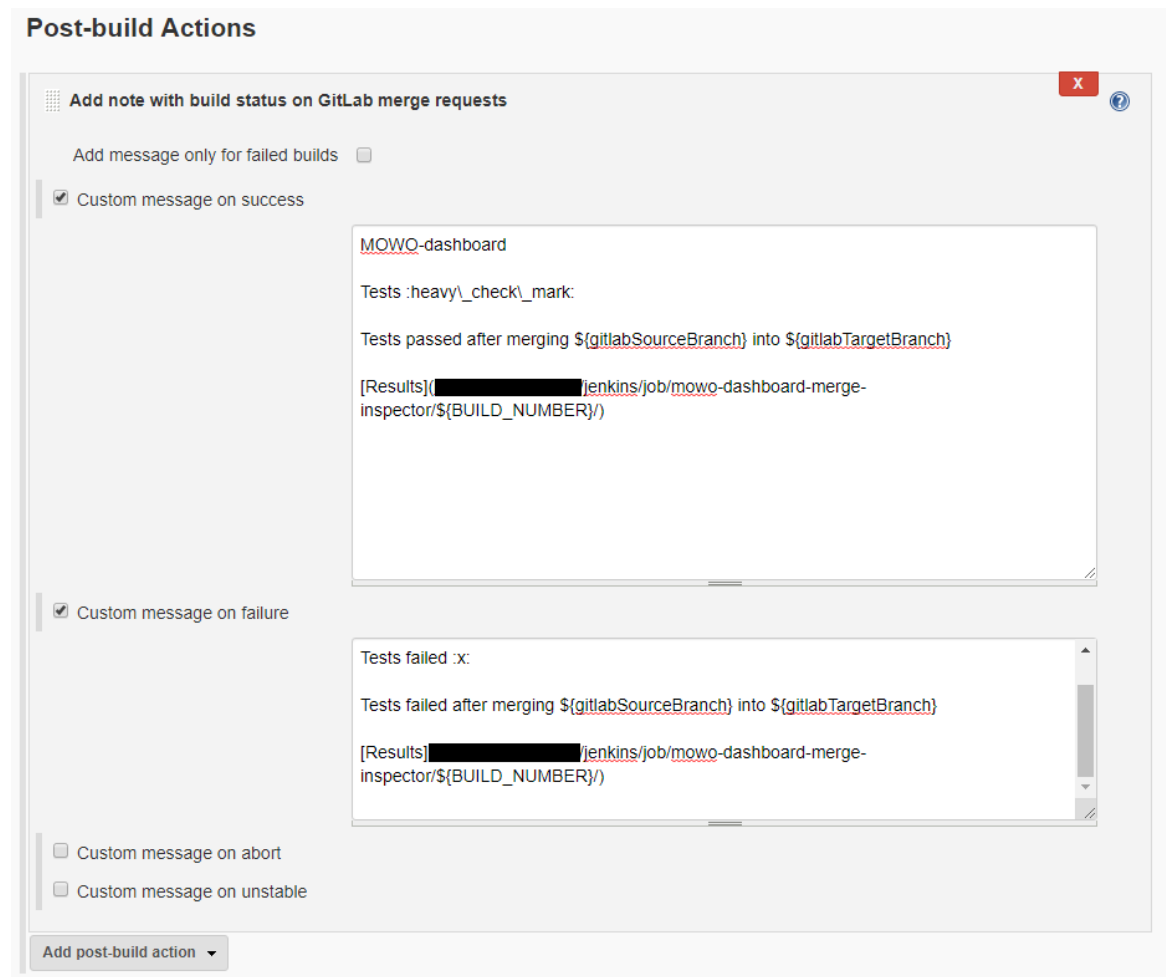 Post-build Actions
X
Add note with build status on GitLab merge requests
Add message only for failed builds
Custom message on success
MOWO-dashboard
Tests :heavy\_check\_mark:
Tests passed after merging ${gitlabSourceBranch} into ${gitlabTargetBranch}
[Results](/jenkins/job/mowo-dashboard-merge-
inspector/${BUILD_NUMBER}/)
Custom message on failure
Tests failed :x:
Tests failed after merging ${gitlabSourceBranch} into ${gitlabTargetBranch}
[Results]/jenkins/job/mowo-dashboard-merge-
inspector/${BUILD_NUMBER}/)
Custom message on abort
Custom message on unstable
Add post-build action